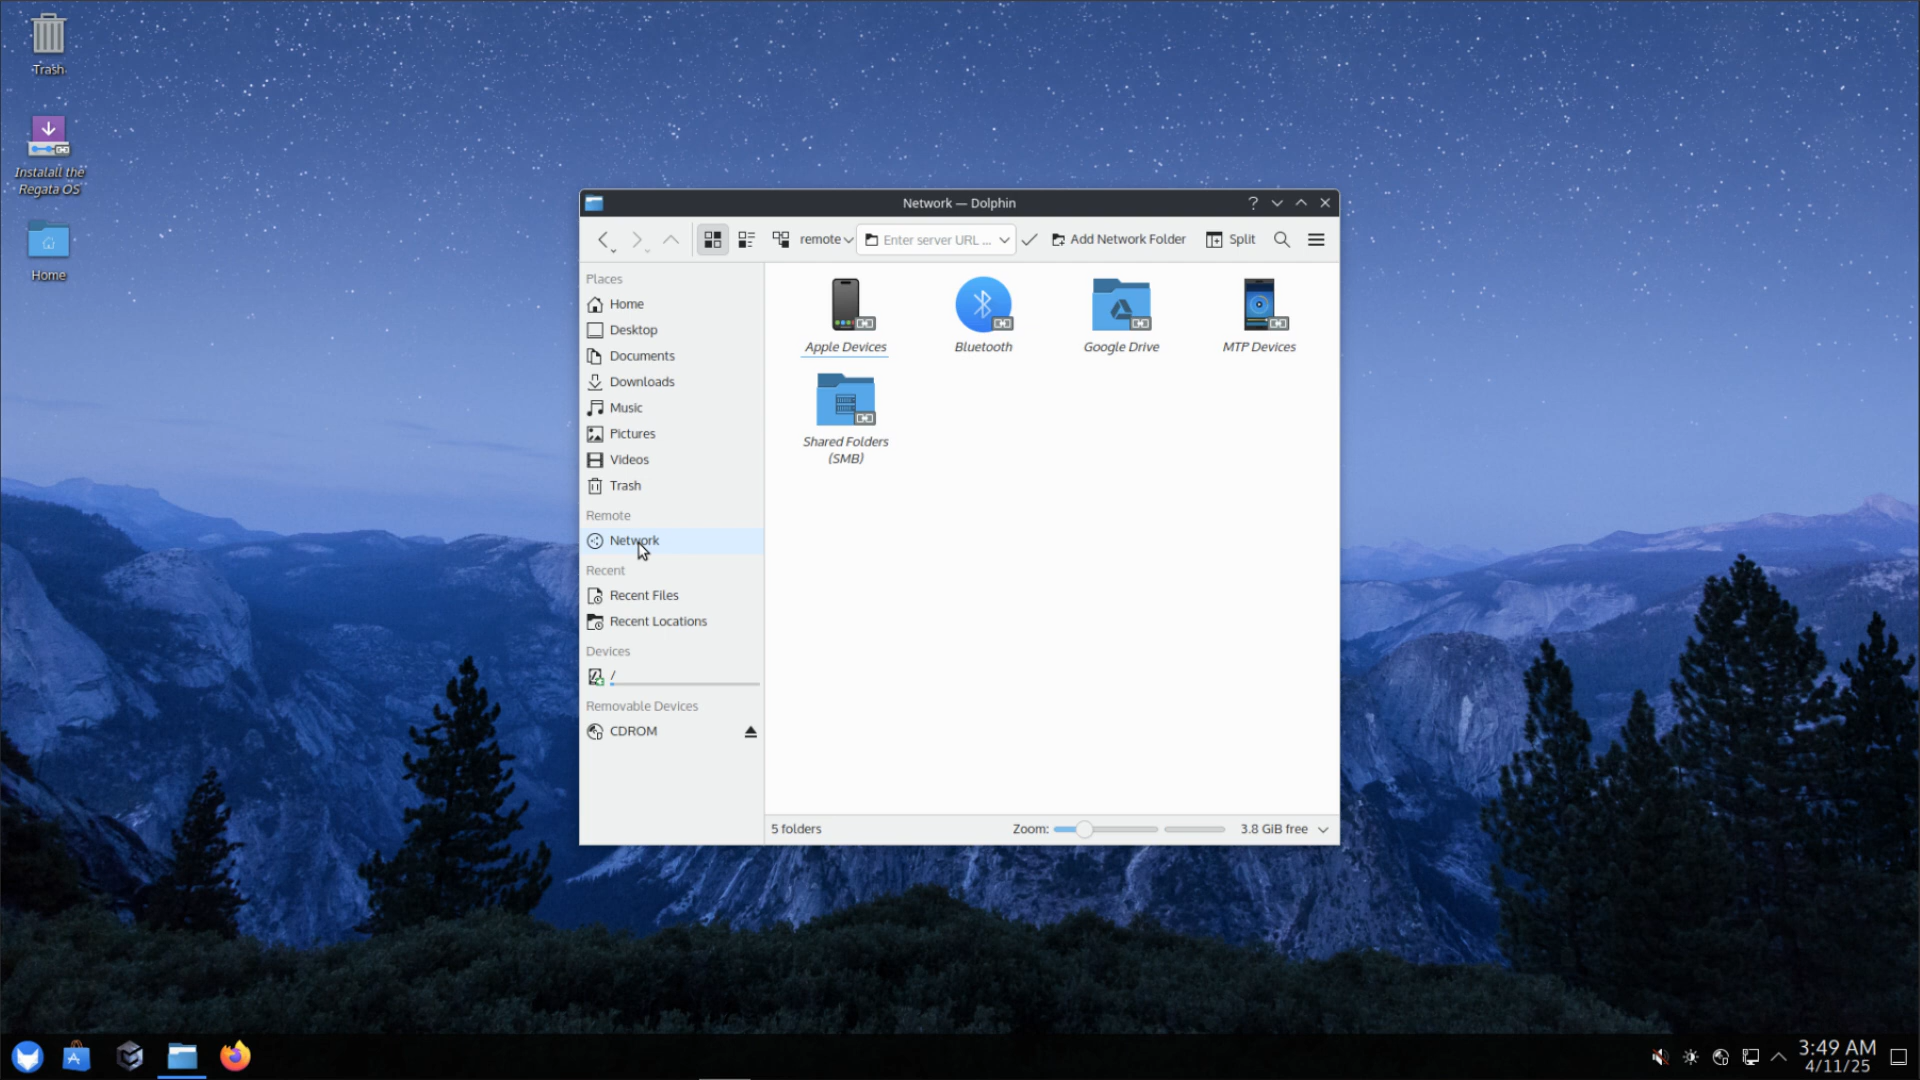 Trash
Instalall the
Regata OS
Home
Network — Dolphin
remote
Enter server URL ...
Add Network Folder
Split
Places
Home
Desktop
Documents
Downloads
Music
Pictures
Videos
Trash
Remote
Network
Recent
Recent Files
Recent Locations
Devices
/
Removable Devices
CDROM
Apple Devices
Bluetooth
Google Drive
MTP Devices
Shared Folders
(SMB)
5 folders
Zoom:
3.8 GiB free
3:49 AM
4/11/25